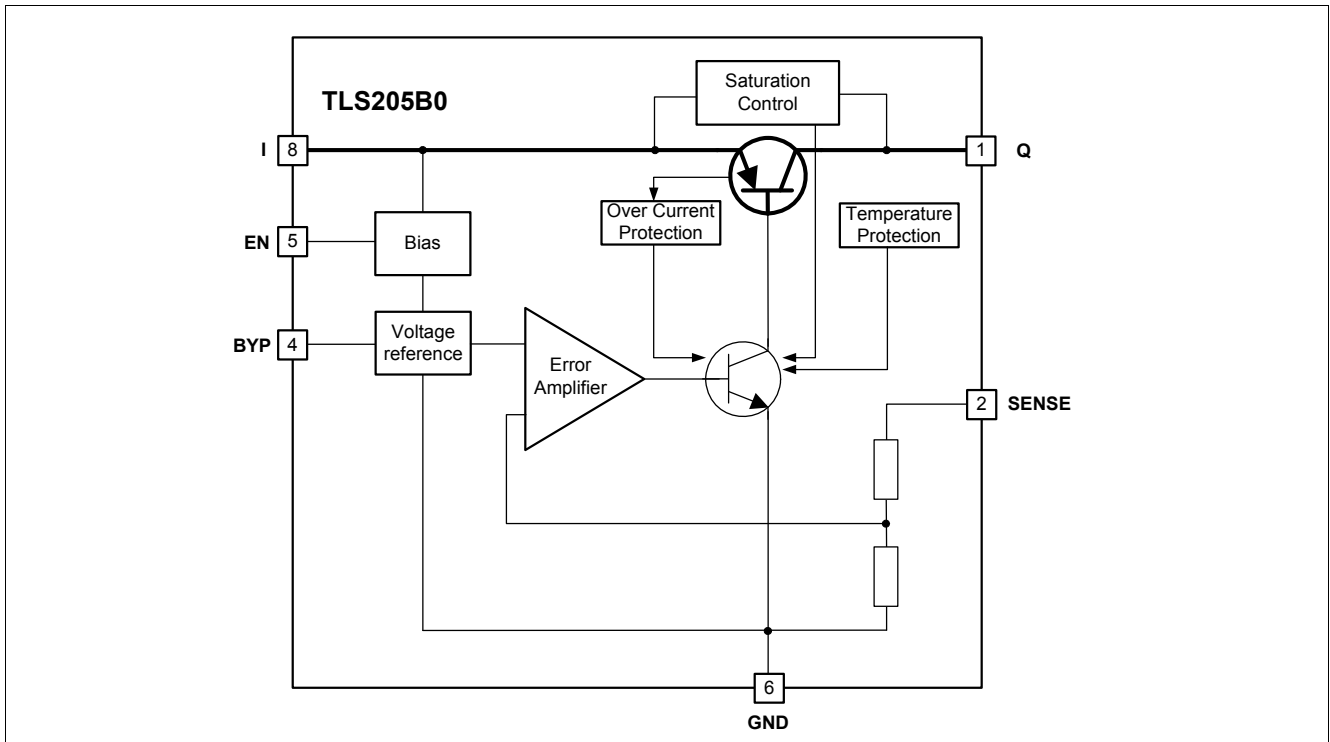 TLS205B0
Saturation
Control
I
8
1
Q
Over Current
Protection
Temperature
Protection
EN
5
Bias
BYP
4
Voltage
reference
Error
Amplifier
2
SENSE
6
GND